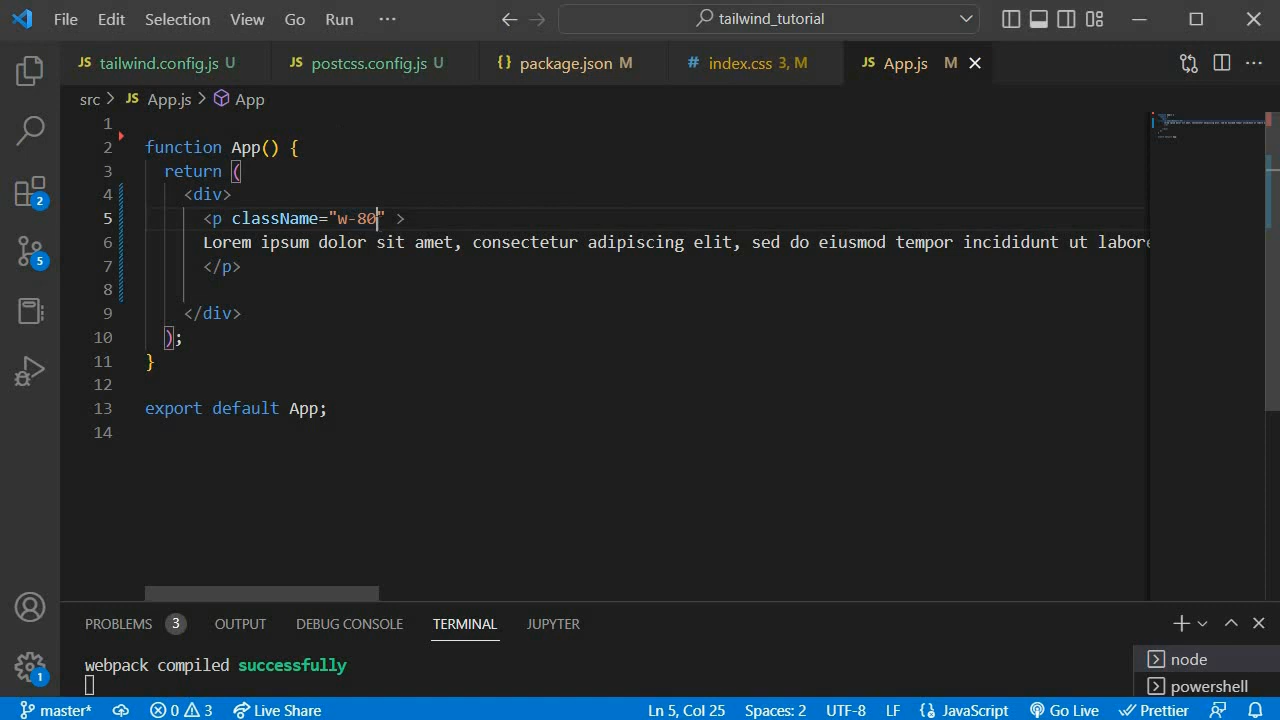 File Edit Selection View Go Run ··· tailwind_tutorial
JS tailwind.config.js U JS postcss.config.js U {} package.json M # index.css 3, M JS App.js M
src > JS App.js > App
1
2 function App() {
3 return (
4 <div>
5 <p className="w-80" >
6 Lorem ipsum dolor sit amet, consectetur adipiscing elit, sed do eiusmod tempor incididunt ut labore
7 </p>
8
9 </div>
10 );
11 }
12
13 export default App;
14
2
5
1
PROBLEMS 3 OUTPUT DEBUG CONSOLE TERMINAL JUPYTER
webpack compiled successfully
node
powershell
master* 0 3 Live Share Ln 5, Col 25 Spaces: 2 UTF-8 LF {} JavaScript Go Live Prettier